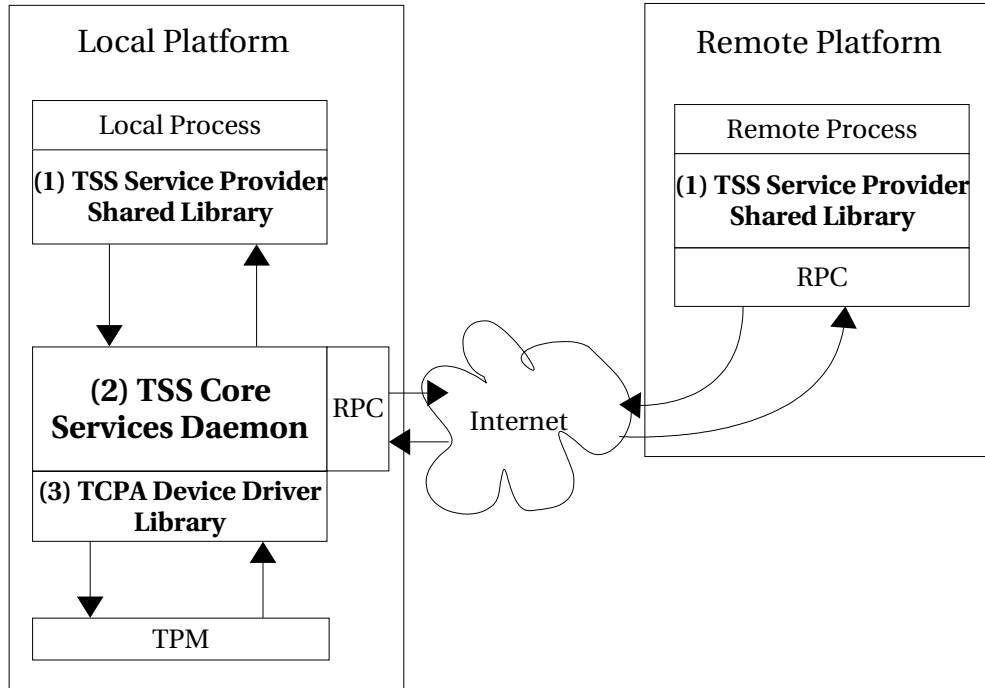 Local Platform
Local Process
(1) TSS Service Provider
Shared Library
(2) TSS Core
Services Daemon
RPC
(3) TCPA Device Driver
Library
TPM
Internet
Remote Platform
Remote Process
(1) TSS Service Provider
Shared Library
RPC